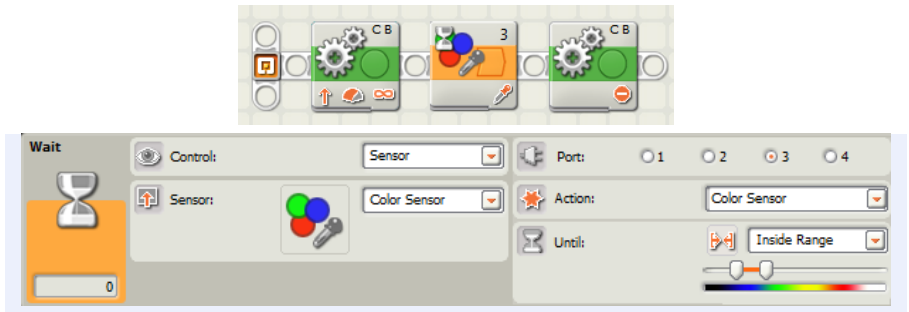 C B
3
C B
Wait
Control:
Sensor
Port:
1
2
3
4
Sensor:
Color Sensor
Action:
Color Sensor
Until:
Inside Range
0